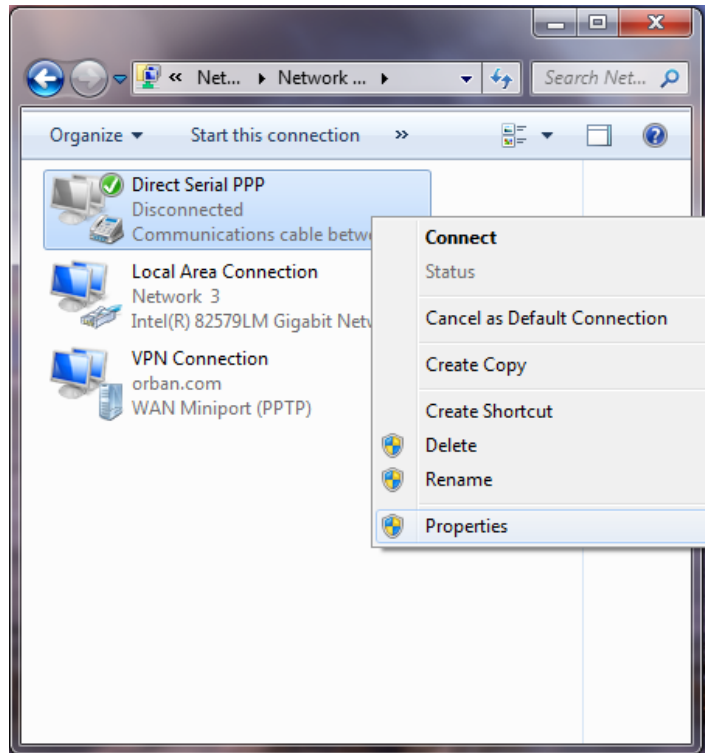 « Net... Network ...
Search Net...
Organize Start this connection »
Direct Serial PPP
Disconnected
Communications cable betw
Local Area Connection
Network 3
Intel(R) 82579LM Gigabit Netw
VPN Connection
orban.com
WAN Miniport (PPTP)
Connect
Status
Cancel as Default Connection
Create Copy
Create Shortcut
Delete
Rename
Properties